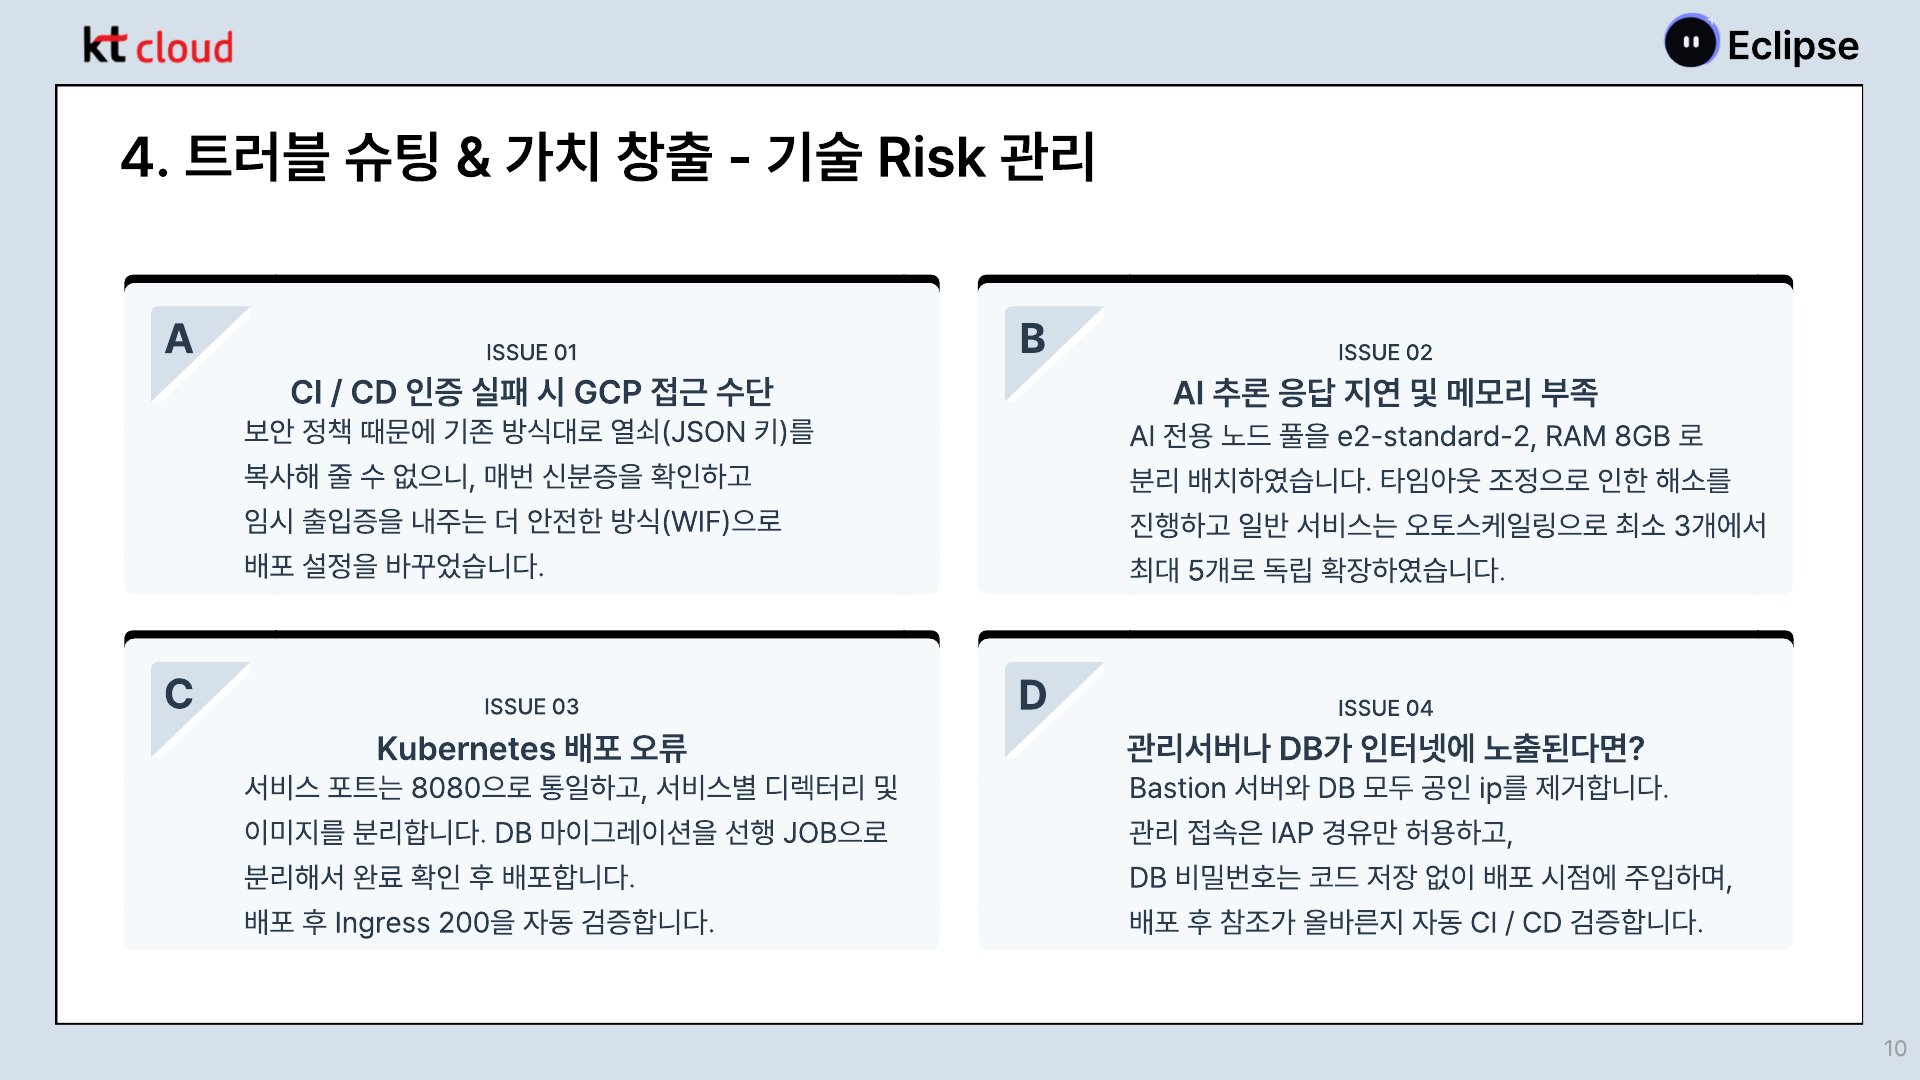 kt cloud
Eclipse
4. 트러블 슈팅 & 가치 창출 - 기술 Risk 관리
A
ISSUE 01
CI / CD 인증 실패 시 GCP 접근 수단
보안 정책 때문에 기존 방식대로 열쇠(JSON 키)를
복사해 줄 수 없으니, 매번 신분증을 확인하고
임시 출입증을 내주는 더 안전한 방식(WIF)으로
배포 설정을 바꾸었습니다.
B
ISSUE 02
AI 추론 응답 지연 및 메모리 부족
AI 전용 노드 풀을 e2-standard-2, RAM 8GB 로
분리 배치하였습니다. 타임아웃 조정으로 인한 해소를
진행하고 일반 서비스는 오토스케일링으로 최소 3개에서
최대 5개로 독립 확장하였습니다.
C
ISSUE 03
Kubernetes 배포 오류
서비스 포트는 8080으로 통일하고, 서비스별 디렉터리 및
이미지를 분리합니다. DB 마이그레이션을 선행 JOB으로
분리해서 완료 확인 후 배포합니다.
배포 후 Ingress 200을 자동 검증합니다.
D
ISSUE 04
관리서버나 DB가 인터넷에 노출된다면?
Bastion 서버와 DB 모두 공인 ip를 제거합니다.
관리 접속은 IAP 경유만 허용하고,
DB 비밀번호는 코드 저장 없이 배포 시점에 주입하며,
배포 후 참조가 올바른지 자동 CI / CD 검증합니다.
10